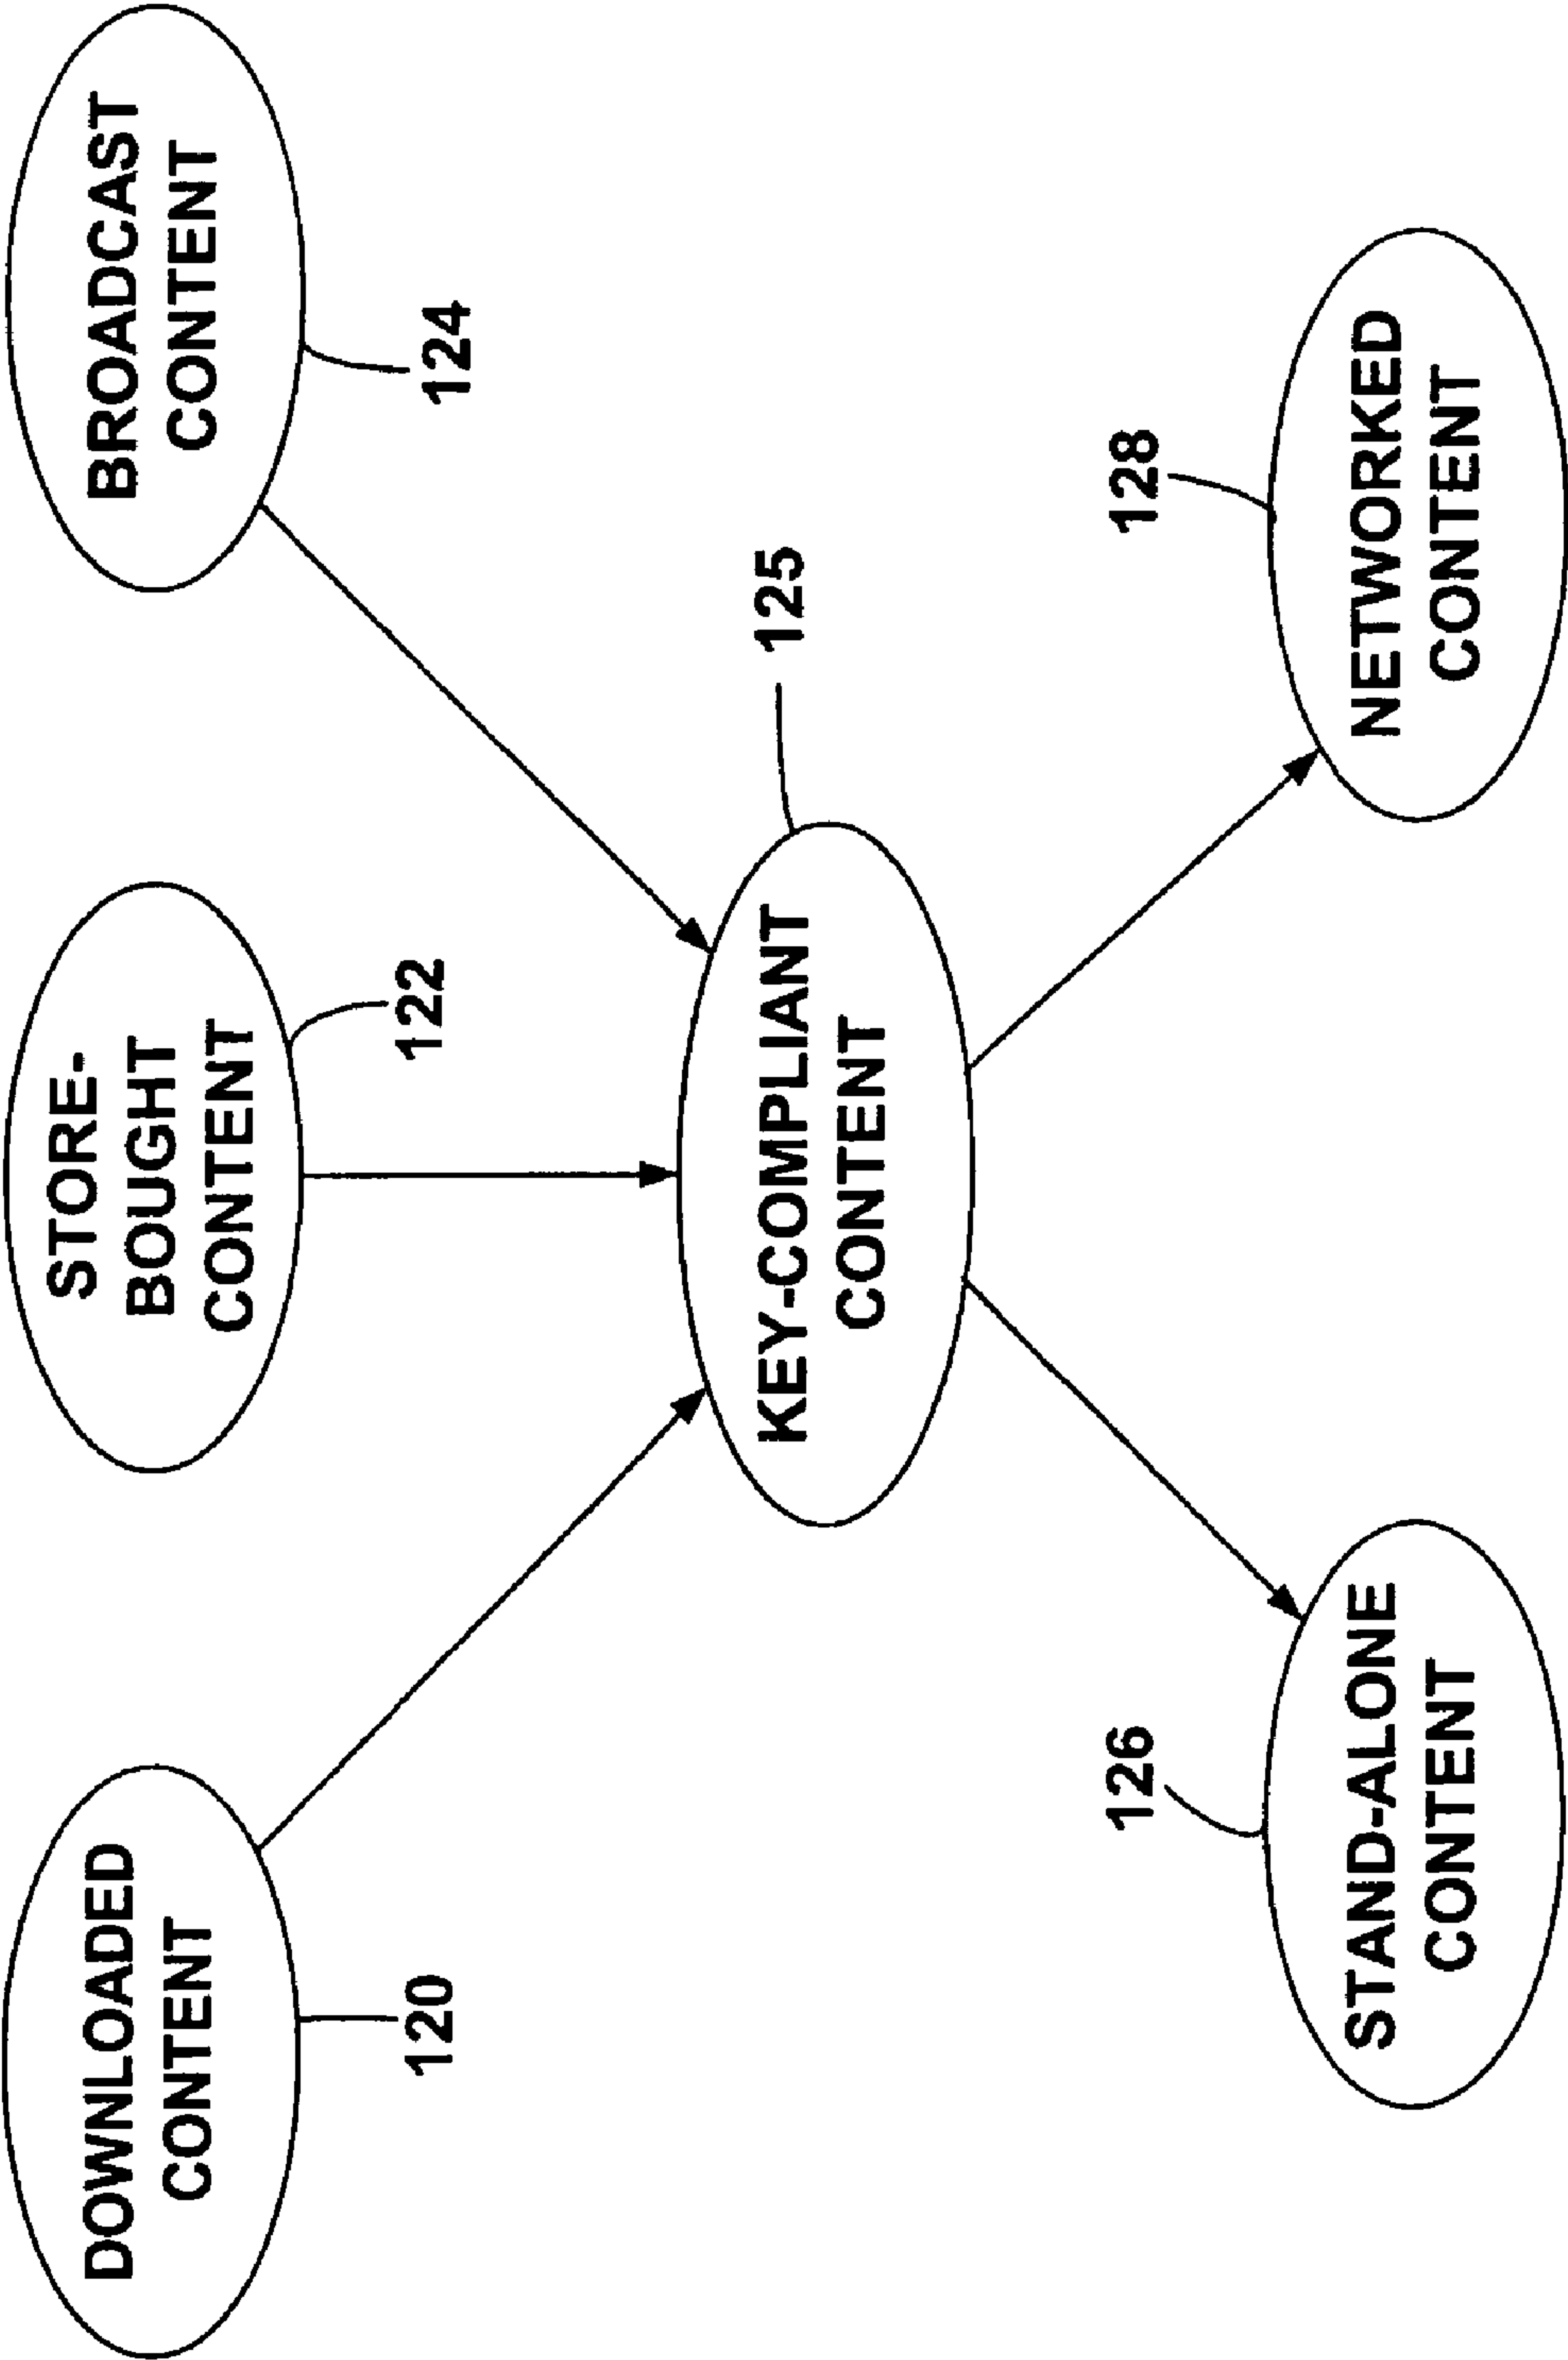 DOWNLOADED
CONTENT
120
STORE-
BOUGHT
CONTENT
122
BROADCAST
CONTENT
124
KEY-COMPLIANT
CONTENT
125
STAND-ALONE
CONTENT
126
NETWORKED
CONTENT
128